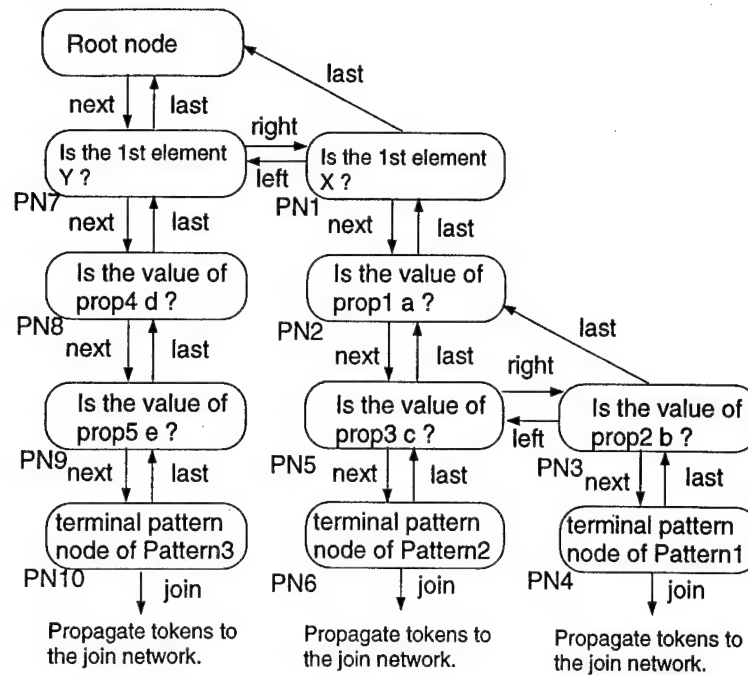 Root node
last
next
last
right
Is the 1st element
Y ?
left
Is the 1st element
X ?
PN7
PN1
next
last
next
last
Is the value of
prop4 d ?
Is the value of
prop1 a ?
PN8
PN2
last
next
last
next
last
right
Is the value of
prop5 e ?
Is the value of
prop3 c ?
left
Is the value of
prop2 b ?
PN9
PN5
PN3
next
last
next
last
next
last
terminal pattern
node of Pattern3
terminal pattern
node of Pattern2
terminal pattern
node of Pattern1
PN10
PN6
PN4
join
join
join
Propagate tokens to
the join network.
Propagate tokens to
the join network.
Propagate tokens to
the join network.